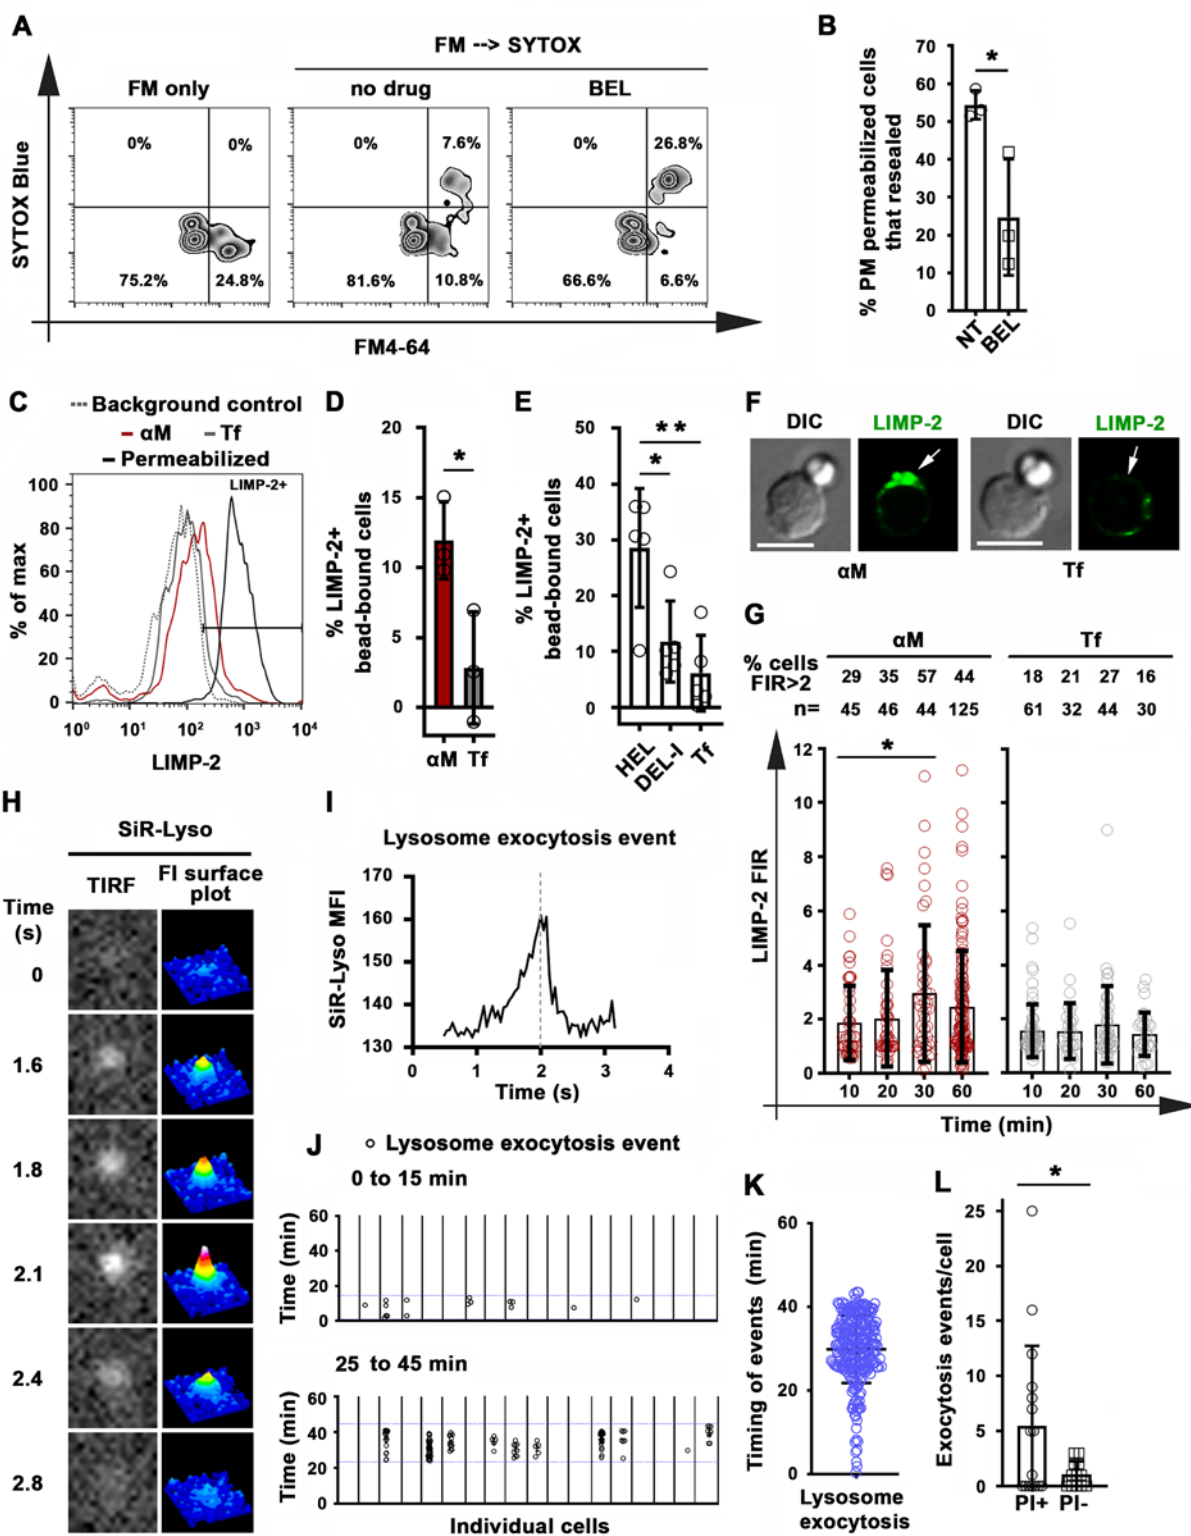 A
FM --> SYTOX
FM only
no drug
BEL
0%
0%
0%
7.6%
0%
26.8%
75.2%
24.8%
81.6%
10.8%
66.6%
6.6%
SYTOX Blue
FM4-64
B
% PM permeabilized cells
that resealed
70
60
50
40
30
20
10
0
*
NT
BEL
C
Background control
αM
Tf
Permeabilized
LIMP-2+
% of max
100
80
60
40
20
0
10⁰
10¹
10²
10³
10⁴
LIMP-2
D
% LIMP-2+
bead-bound cells
20
15
10
5
0
*
αM
Tf
E
% LIMP-2+
bead-bound cells
50
40
30
20
10
0
**
*
HEL
DEL-I
Tf
F
DIC
LIMP-2
DIC
LIMP-2
αM
Tf
G
αM
Tf
% cells
FIR>2
29
35
57
44
18
21
27
16
n=
45
46
44
125
61
32
44
30
LIMP-2 FIR
12
10
8
6
4
2
0
*
10
20
30
60
10
20
30
60
Time (min)
H
SiR-Lyso
TIRF
FI surface
plot
Time
(s)
0
1.6
1.8
2.1
2.4
2.8
I
Lysosome exocytosis event
SiR-Lyso MFI
170
160
150
140
130
0
1
2
3
4
Time (s)
J
Lysosome exocytosis event
0 to 15 min
Time (min)
60
40
20
0
25 to 45 min
Time (min)
60
40
20
0
Individual cells
K
Timing of events (min)
60
40
20
0
Lysosome
exocytosis
L
Exocytosis events/cell
25
20
15
10
5
0
*
PI+
PI-